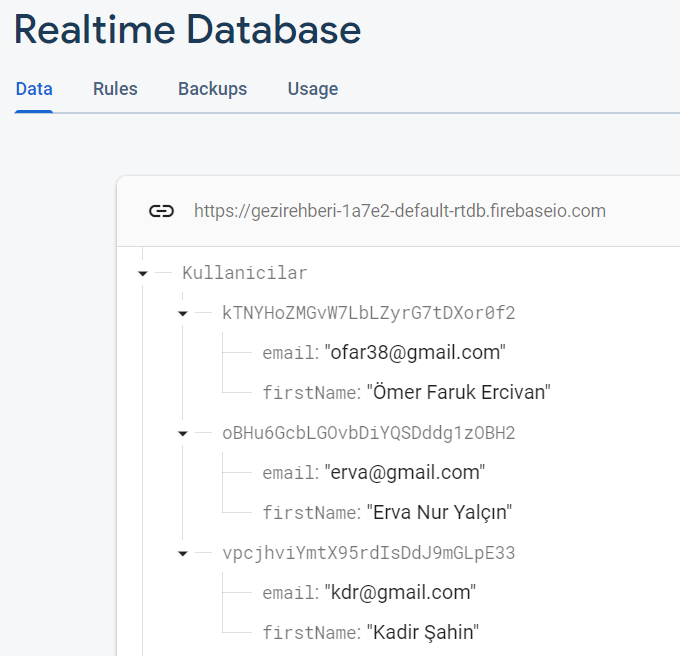 Realtime Database
Data Rules Backups Usage
https://gezirehberi-1a7e2-default-rtdb.firebaseio.com
Kullanicilar
kTNYHoZMGvW7LbLZyrG7tDXor0f2
email: "ofar38@gmail.com"
firstName: "Ömer Faruk Ercivan"
oBHu6GcbLGOvbDiYQSDddg1zOBH2
email: "erva@gmail.com"
firstName: "Erva Nur Yalçın"
vpcjhviYmtX95rdIsDdJ9mGLpE33
email: "kdr@gmail.com"
firstName: "Kadir Şahin"